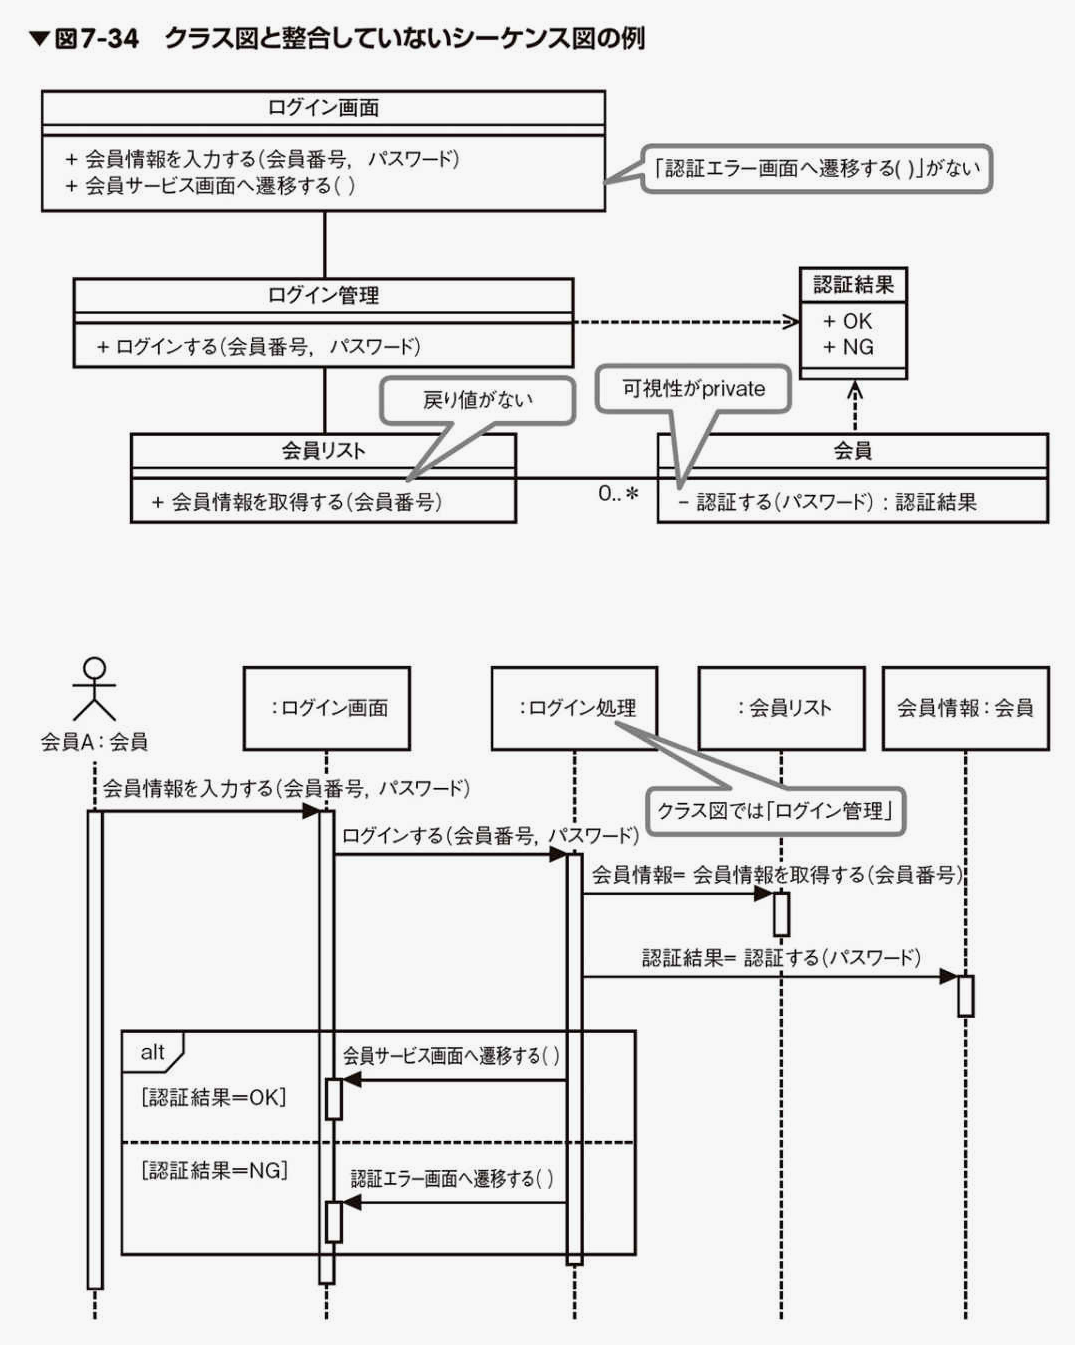 ▼図7-34　クラス図と整合していないシーケンス図の例
ログイン画面
+ 会員情報を入力する(会員番号,　パスワード)
+ 会員サービス画面へ遷移する( )
「認証エラー画面へ遷移する( )」がない
ログイン管理
+ ログインする(会員番号,　パスワード)
認証結果
+ OK
+ NG
戻り値がない
可視性がprivate
会員リスト
+ 会員情報を取得する(会員番号)
0..*
会員
- 認証する(パスワード) : 認証結果
会員A：会員
：ログイン画面
：ログイン処理
：会員リスト
会員情報：会員
会員情報を入力する(会員番号, パスワード)
クラス図では「ログイン管理」
ログインする(会員番号, パスワード)
会員情報= 会員情報を取得する(会員番号)
認証結果= 認証する(パスワード)
alt
会員サービス画面へ遷移する( )
[認証結果＝OK]
[認証結果＝NG]
認証エラー画面へ遷移する( )